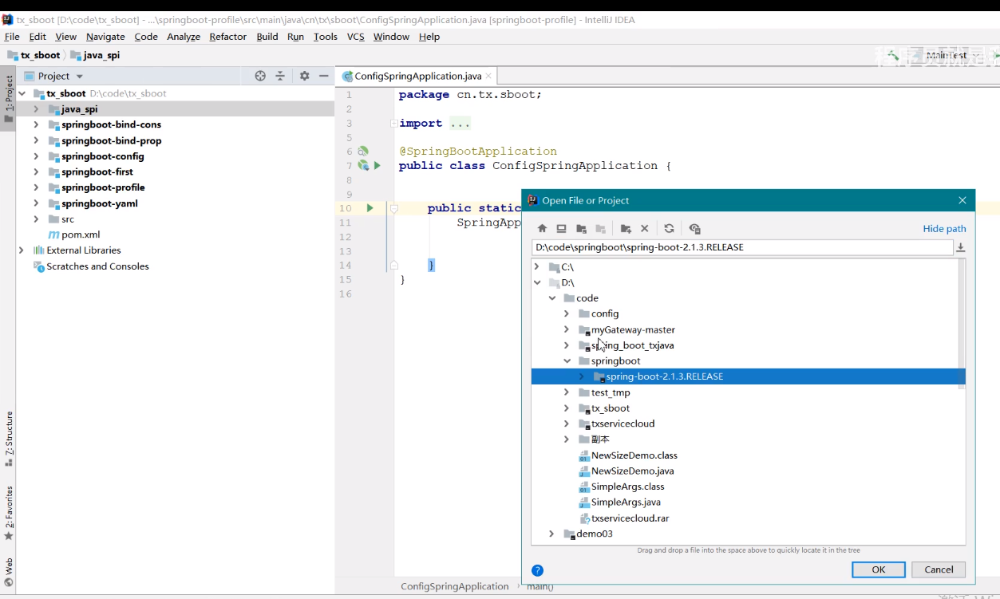 tx_sboot [D:\code\tx_sboot] - ...\springboot-profile\src\main\java\cn\tx\sboot\ConfigSpringApplication.java [springboot-profile] - IntelliJ IDEA
File Edit View Navigate Code Analyze Refactor Build Run Tools VCS Window Help
tx_sboot java_spi MainTest
1: Project
Project
ConfigSpringApplication.java
tx_sboot D:\code\tx_sboot
java_spi
springboot-bind-cons
springboot-bind-prop
springboot-config
springboot-first
springboot-profile
springboot-yaml
src
pom.xml
External Libraries
Scratches and Consoles
1 package cn.tx.sboot;
2
3 import ...
5
6 @SpringBootApplication
7 public class ConfigSpringApplication {
8
9
10 public static
11 SpringApp
12
13
14 }
15 }
16
Open File or Project
Hide path
D:\code\springboot\spring-boot-2.1.3.RELEASE
C:\
D:\
code
config
myGateway-master
spring_boot_txjava
springboot
spring-boot-2.1.3.RELEASE
test_tmp
tx_sboot
txservicecloud
副本
NewSizeDemo.class
NewSizeDemo.java
SimpleArgs.class
SimpleArgs.java
txservicecloud.rar
demo03
Drag and drop a file into the space above to quickly locate it in the tree
? OK Cancel
7: Structure
2: Favorites
Web
ConfigSpringApplication main()